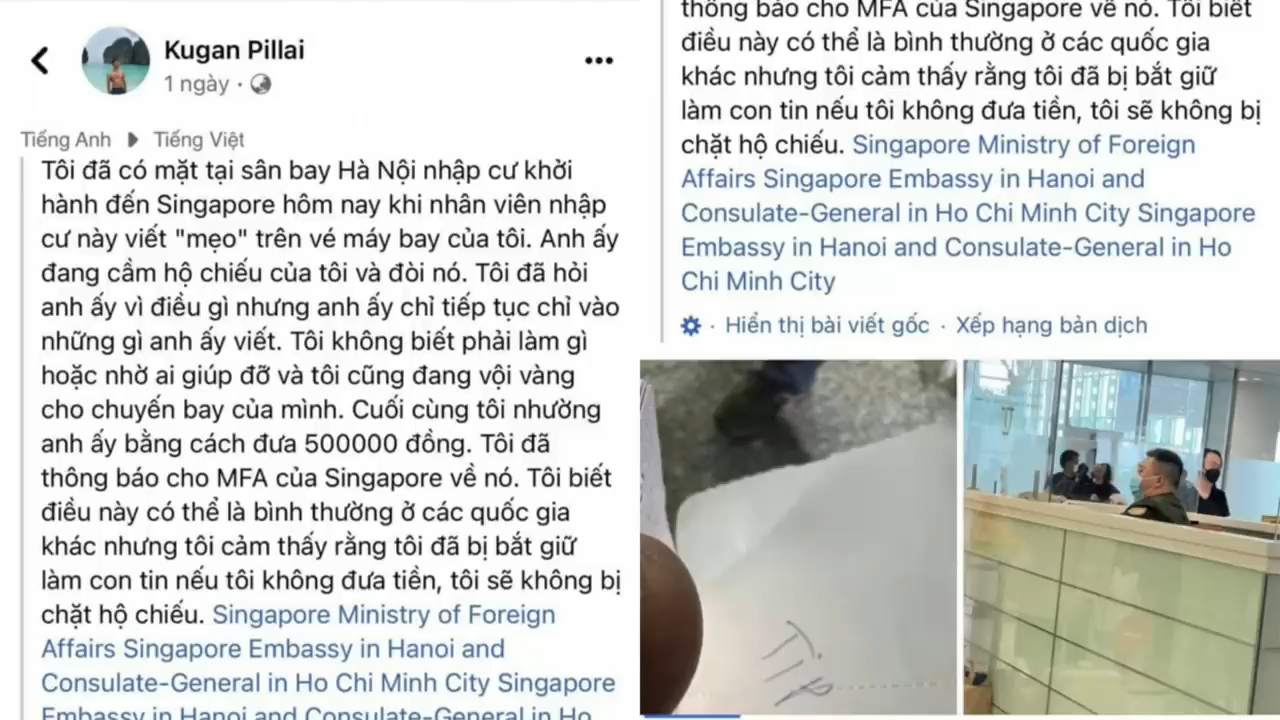 Kugan Pillai
1 ngày ·
Tiếng Anh ▶ Tiếng Việt
Tôi đã có mặt tại sân bay Hà Nội nhập cư khởi
hành đến Singapore hôm nay khi nhân viên nhập
cư này viết "mẹo" trên vé máy bay của tôi. Anh ấy
đang cầm hộ chiếu của tôi và đòi nó. Tôi đã hỏi
anh ấy vì điều gì nhưng anh ấy chỉ tiếp tục chỉ vào
những gì anh ấy viết. Tôi không biết phải làm gì
hoặc nhờ ai giúp đỡ và tôi cũng đang vội vàng
cho chuyến bay của mình. Cuối cùng tôi nhường
anh ấy bằng cách đưa 500000 đồng. Tôi đã
thông báo cho MFA của Singapore về nó. Tôi biết
điều này có thể là bình thường ở các quốc gia
khác nhưng tôi cảm thấy rằng tôi đã bị bắt giữ
làm con tin nếu tôi không đưa tiền, tôi sẽ không bị
chặt hộ chiếu. Singapore Ministry of Foreign
Affairs Singapore Embassy in Hanoi and
Consulate-General in Ho Chi Minh City Singapore
Embassy in Hanoi and Consulate-General in Ho
thông báo cho MFA của Singapore về nó. Tôi biết
điều này có thể là bình thường ở các quốc gia
khác nhưng tôi cảm thấy rằng tôi đã bị bắt giữ
làm con tin nếu tôi không đưa tiền, tôi sẽ không bị
chặt hộ chiếu. Singapore Ministry of Foreign
Affairs Singapore Embassy in Hanoi and
Consulate-General in Ho Chi Minh City Singapore
Embassy in Hanoi and Consulate-General in Ho
Chi Minh City
· Hiển thị bài viết gốc · Xếp hạng bản dịch
TIP